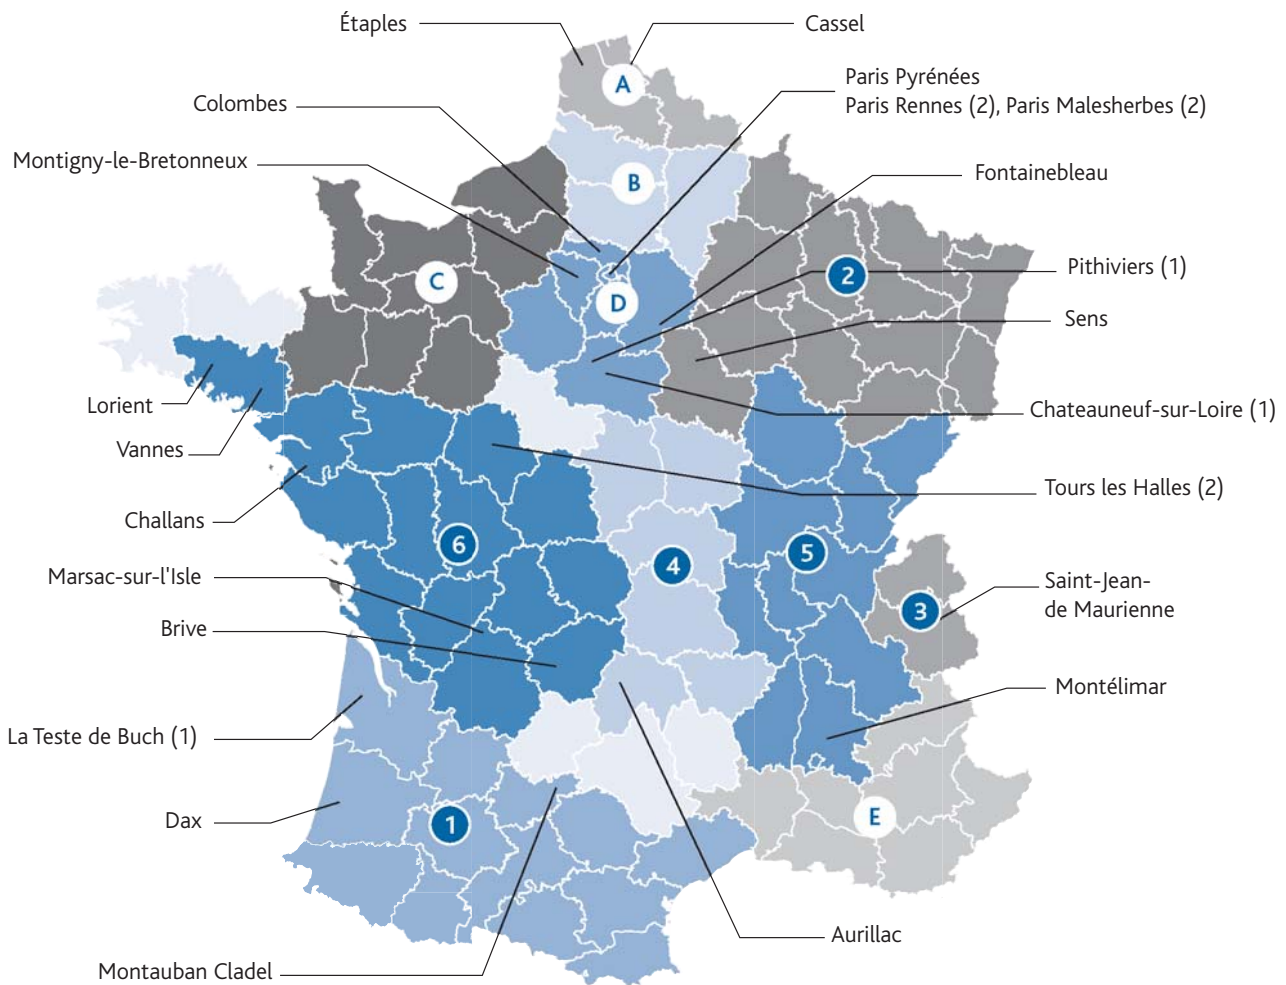 Étaples
Cassel
Paris Pyrénées
Paris Rennes (2), Paris Malesherbes (2)
Colombes
Montigny-le-Bretonneux
Fontainebleau
Pithiviers (1)
Sens
Chateauneuf-sur-Loire (1)
Lorient
Vannes
Tours les Halles (2)
Challans
Marsac-sur-l'Isle
Saint-Jean-
de Maurienne
Brive
Montélimar
La Teste de Buch (1)
Dax
Aurillac
Montauban Cladel
A
B
C
2
D
6
4
5
3
1
E